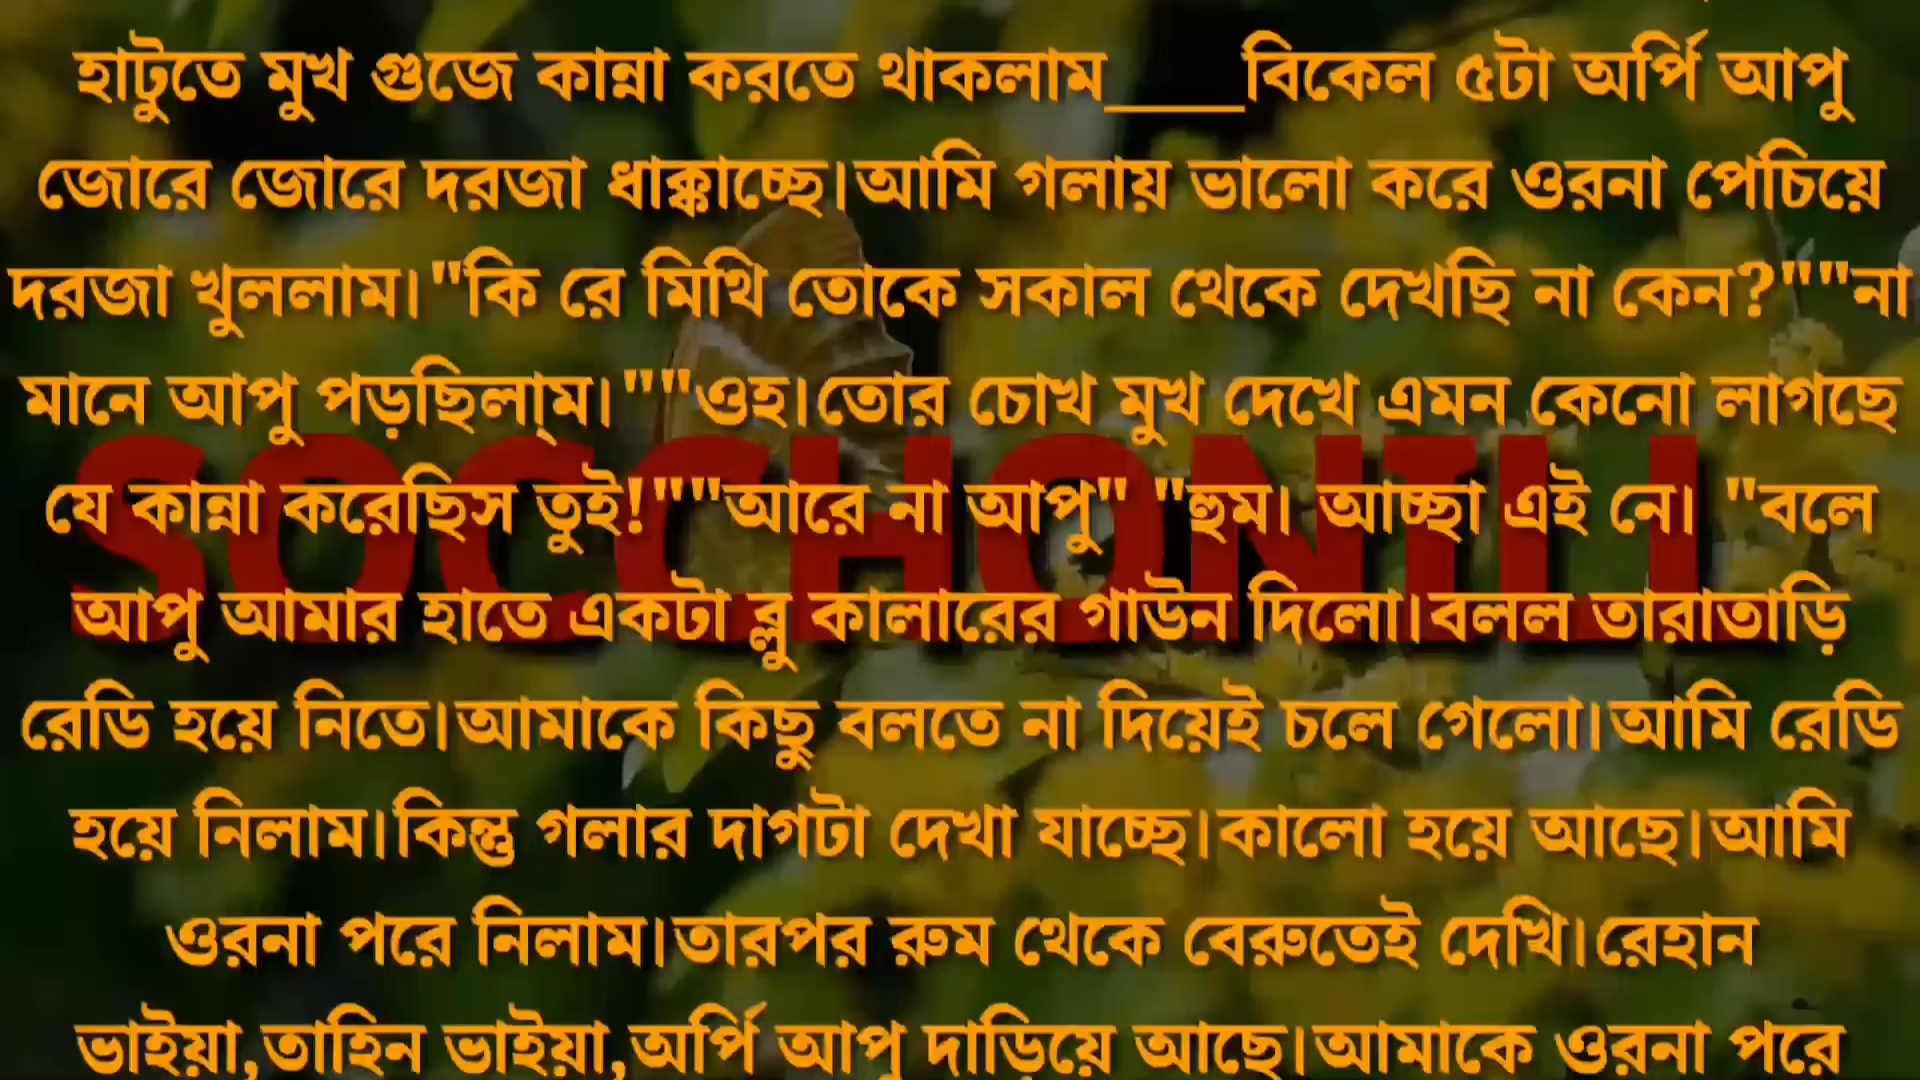 হাটুতে মুখ গুজে কান্না করতে থাকলাম____বিকেল ৫টা অর্পি আপু
জোরে জোরে দরজা ধাক্কাচ্ছে।আমি গলায় ভালো করে ওরনা পেচিয়ে
দরজা খুললাম।"কি রে মিথি তোকে সকাল থেকে দেখছি না কেন?""না
মানে আপু পড়ছিলা্ম।""ওহ।তোর চোখ মুখ দেখে এমন কেনো লাগছে
যে কান্না করেছিস তুই!""আরে না আপু" "হুম। আচ্ছা এই নে। "বলে
আপু আমার হাতে একটা ব্লু কালারের গাউন দিলো।বলল তারাতাড়ি
রেডি হয়ে নিতে।আমাকে কিছু বলতে না দিয়েই চলে গেলো।আমি রেডি
হয়ে নিলাম।কিন্তু গলার দাগটা দেখা যাচ্ছে।কালো হয়ে আছে।আমি
ওরনা পরে নিলাম।তারপর রুম থেকে বেরুতেই দেখি।রেহান
ভাইয়া,তাহিন ভাইয়া,অর্পি আপু দাড়িয়ে আছে।আমাকে ওরনা পরে
SOCCHONILL